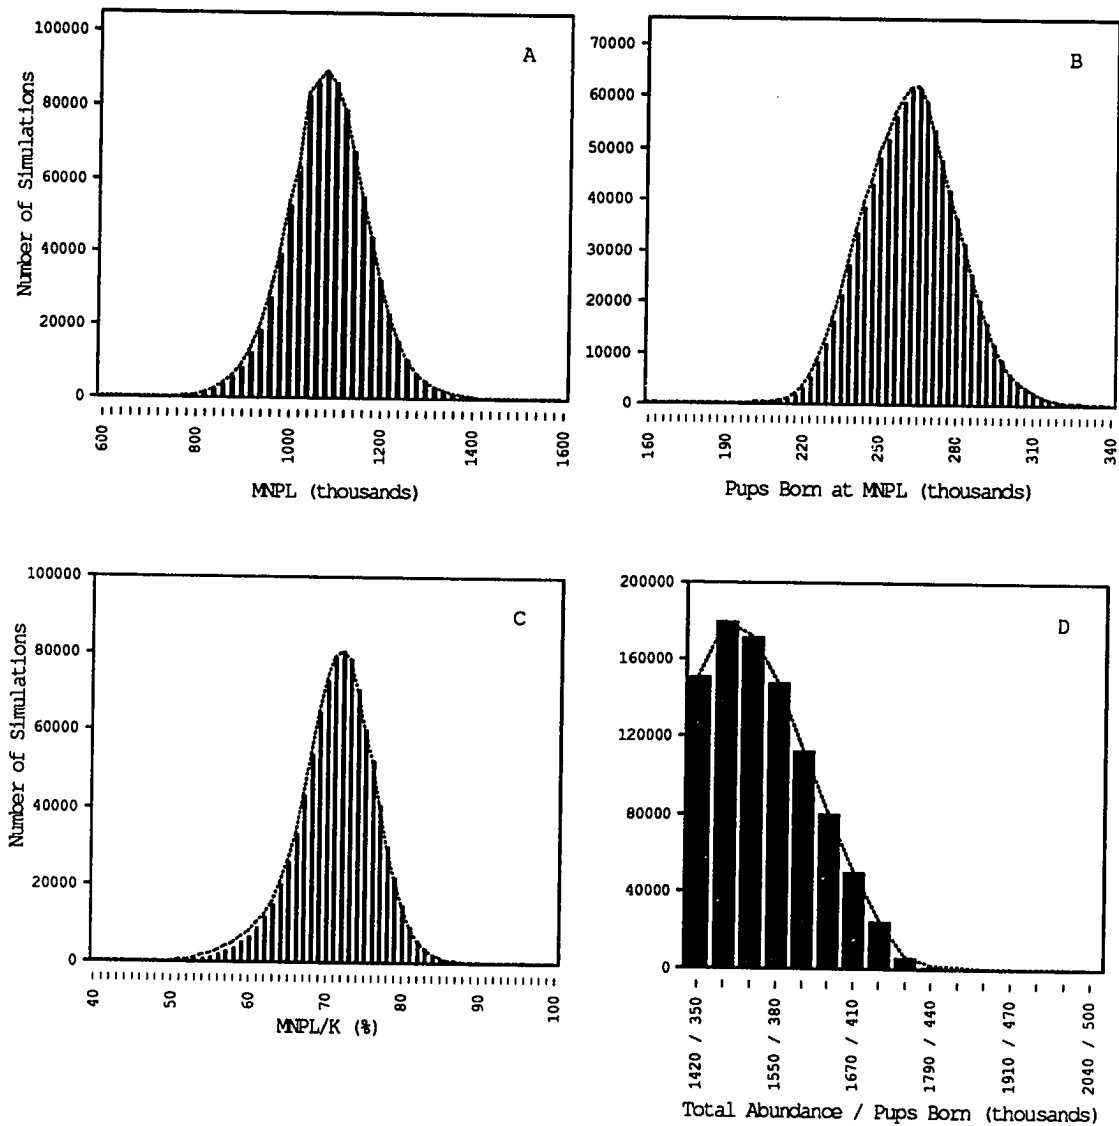 A
Number of Simulations
100000
80000
60000
40000
20000
0
600
800
1000
1200
1400
1600
MNPL (thousands)
B
70000
60000
50000
40000
30000
20000
10000
0
160
190
220
250
280
310
340
Pups Born at MNPL (thousands)
C
Number of Simulations
100000
80000
60000
40000
20000
0
40
50
60
70
80
90
100
MNPL/K (%)
D
200000
160000
120000
80000
40000
0
1420 / 350
1550 / 380
1670 / 410
1790 / 440
1910 / 470
2040 / 500
Total Abundance / Pups Born (thousands)